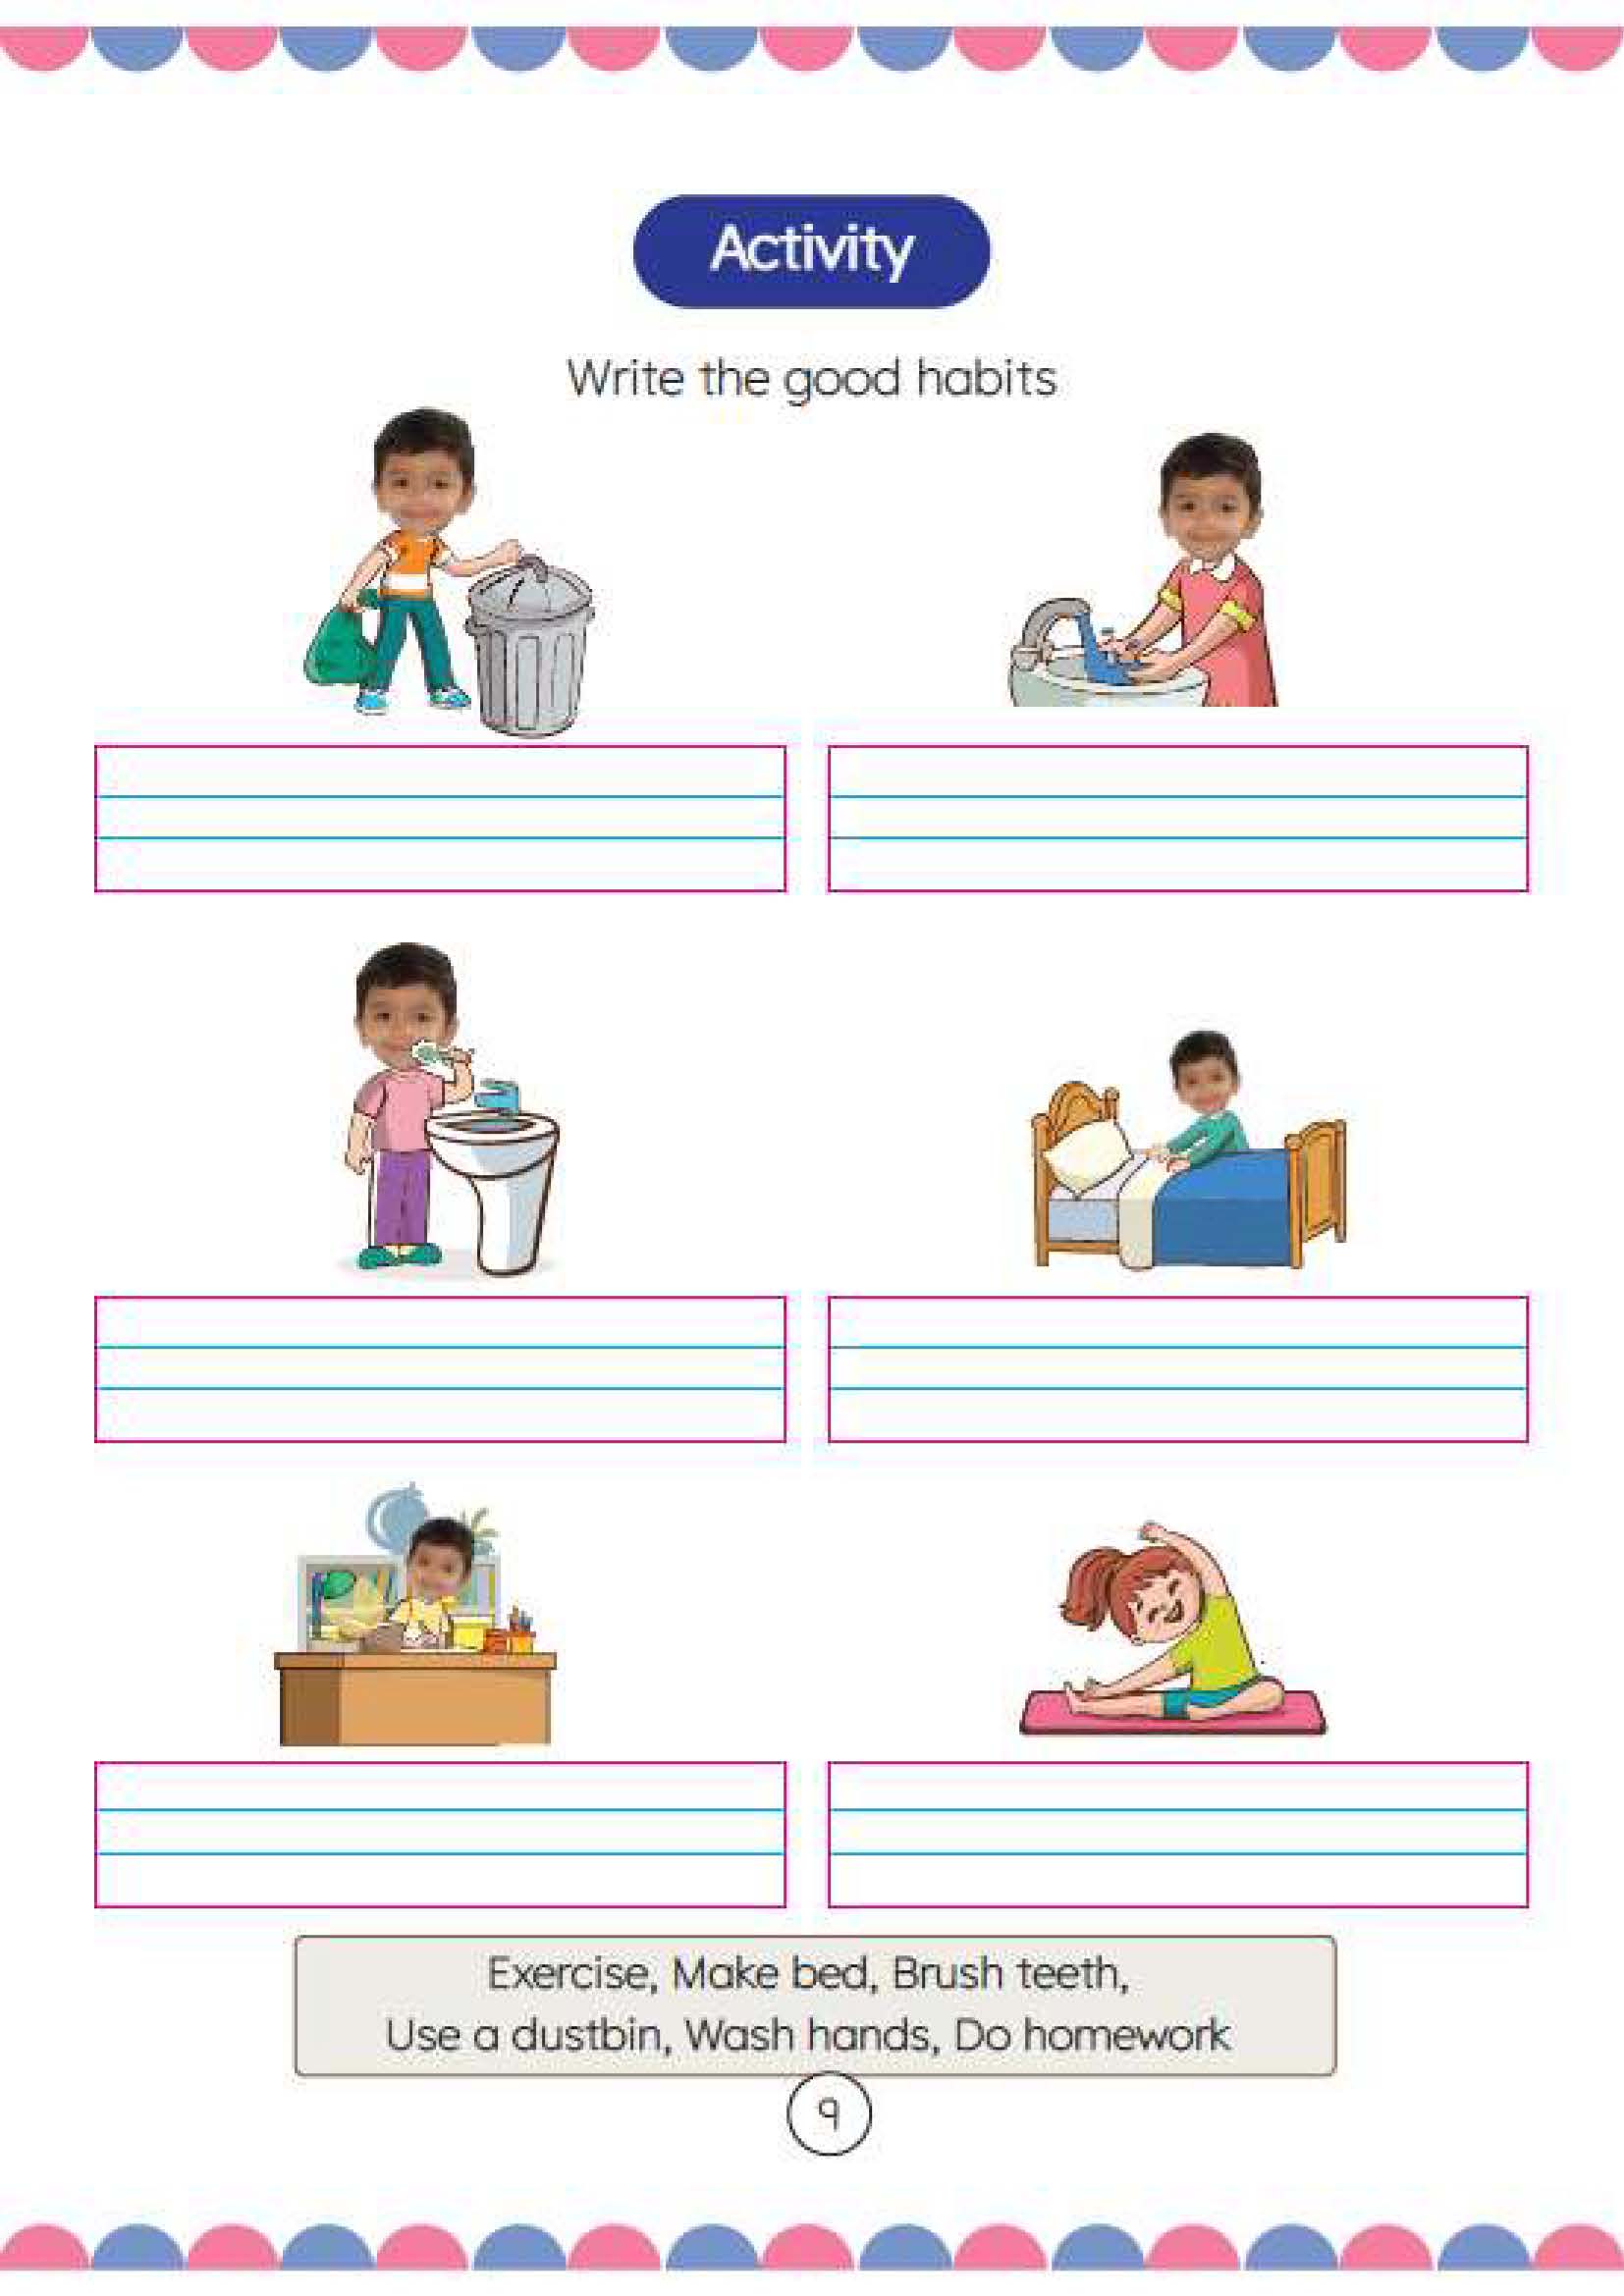 Activity
Write the good habits
Exercise, Make bed, Brush teeth,
Use a dustbin, Wash hands, Do homework
9